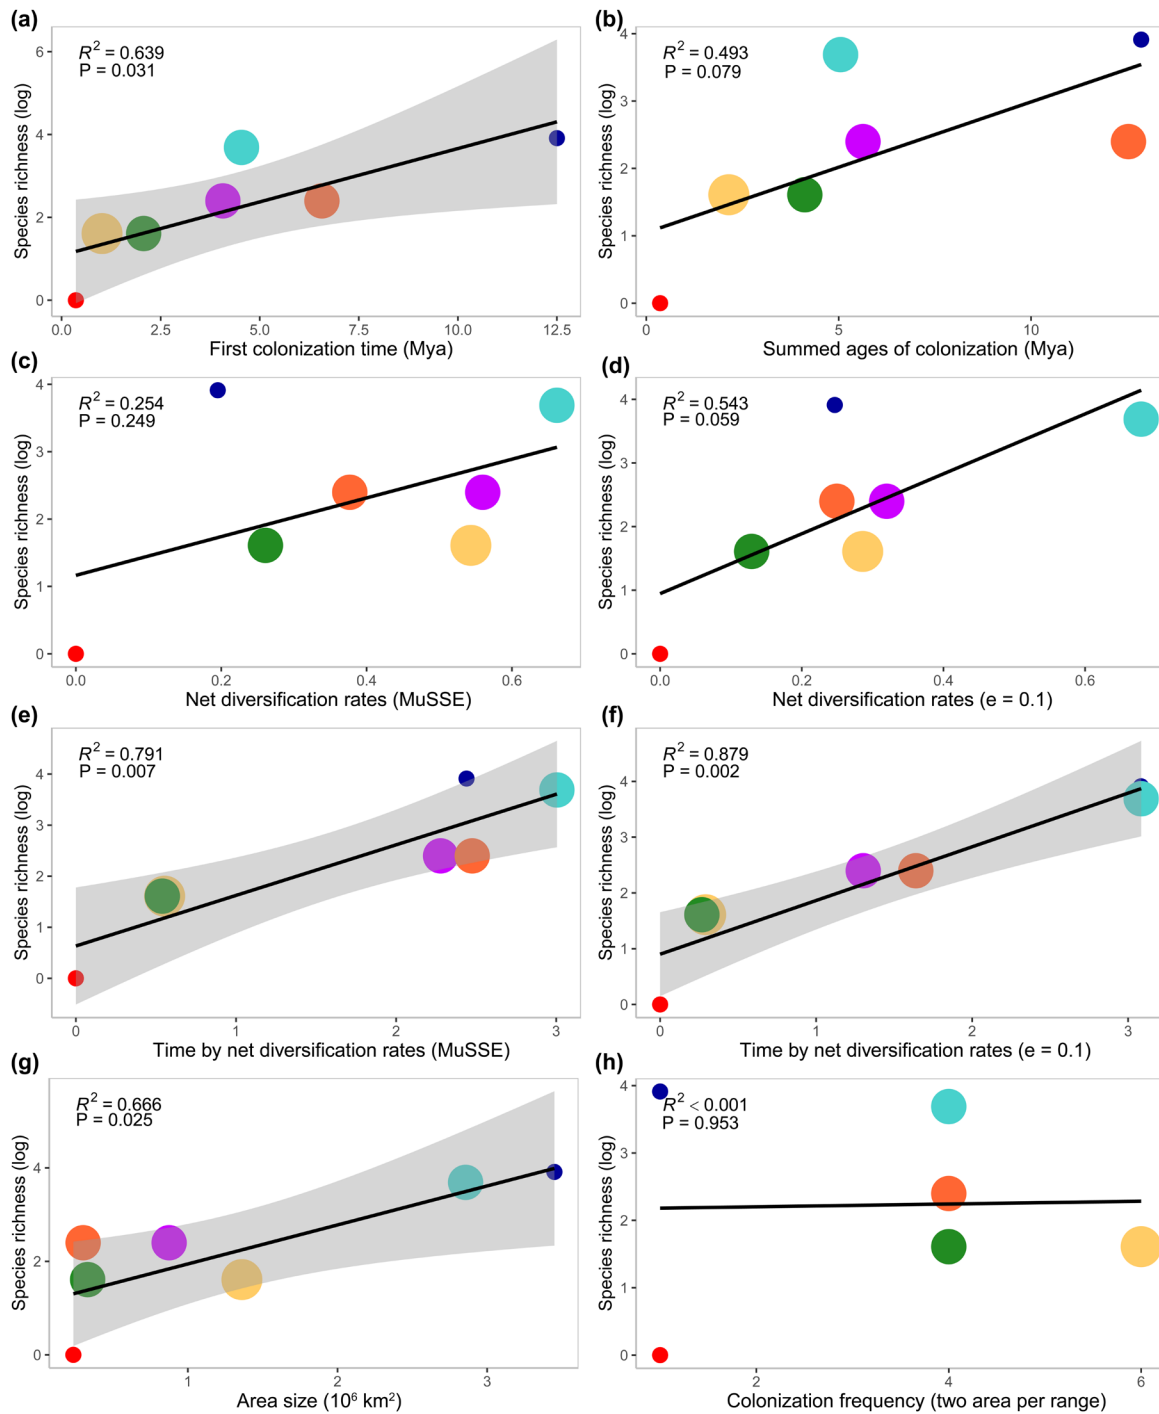 (a)
R² = 0.639
P = 0.031
Species richness (log)
6
4
2
0
0.0 2.5 5.0 7.5 10.0 12.5
First colonization time (Mya)
(b)
R² = 0.493
P = 0.079
Species richness (log)
4
3
2
1
0
0 5 10
Summed ages of colonization (Mya)
(c)
R² = 0.254
P = 0.249
Species richness (log)
4
3
2
1
0
0.0 0.2 0.4 0.6
Net diversification rates (MuSSE)
(d)
R² = 0.543
P = 0.059
Species richness (log)
4
3
2
1
0
0.0 0.2 0.4 0.6
Net diversification rates (e = 0.1)
(e)
R² = 0.791
P = 0.007
Species richness (log)
4
3
2
1
0
0 1 2 3
Time by net diversification rates (MuSSE)
(f)
R² = 0.879
P = 0.002
Species richness (log)
4
3
2
1
0
0 1 2 3
Time by net diversification rates (e = 0.1)
(g)
R² = 0.666
P = 0.025
Species richness (log)
4
2
0
1 2 3
Area size (10⁶ km²)
(h)
R² < 0.001
P = 0.953
Species richness (log)
4
3
2
1
0
2 4 6
Colonization frequency (two area per range)